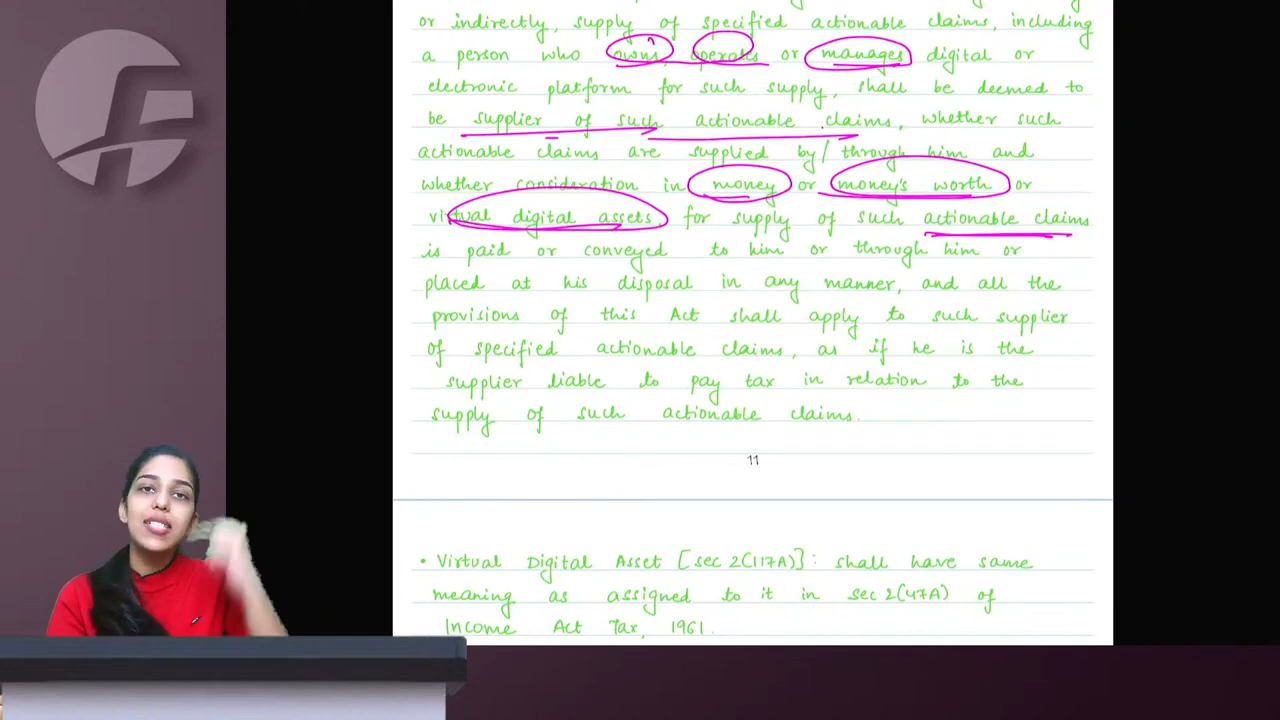 or indirectly, supply of specified actionable claims, including
a person who owns, operates or manages digital or
electronic platform for such supply, shall be deemed to
be supplier of such actionable claims, whether such
actionable claims are supplied by/through him and
whether consideration in money or money's worth or
virtual digital assets for supply of such actionable claims
is paid or conveyed to him or through him or
placed at his disposal in any manner, and all the
provisions of this Act shall apply to such supplier
of specified actionable claims, as if he is the
supplier liable to pay tax in relation to the
supply of such actionable claims.
11
• Virtual Digital Asset [sec 2(117A)]: shall have same
meaning as assigned to it in sec 2(47A) of
Income Act Tax, 1961.